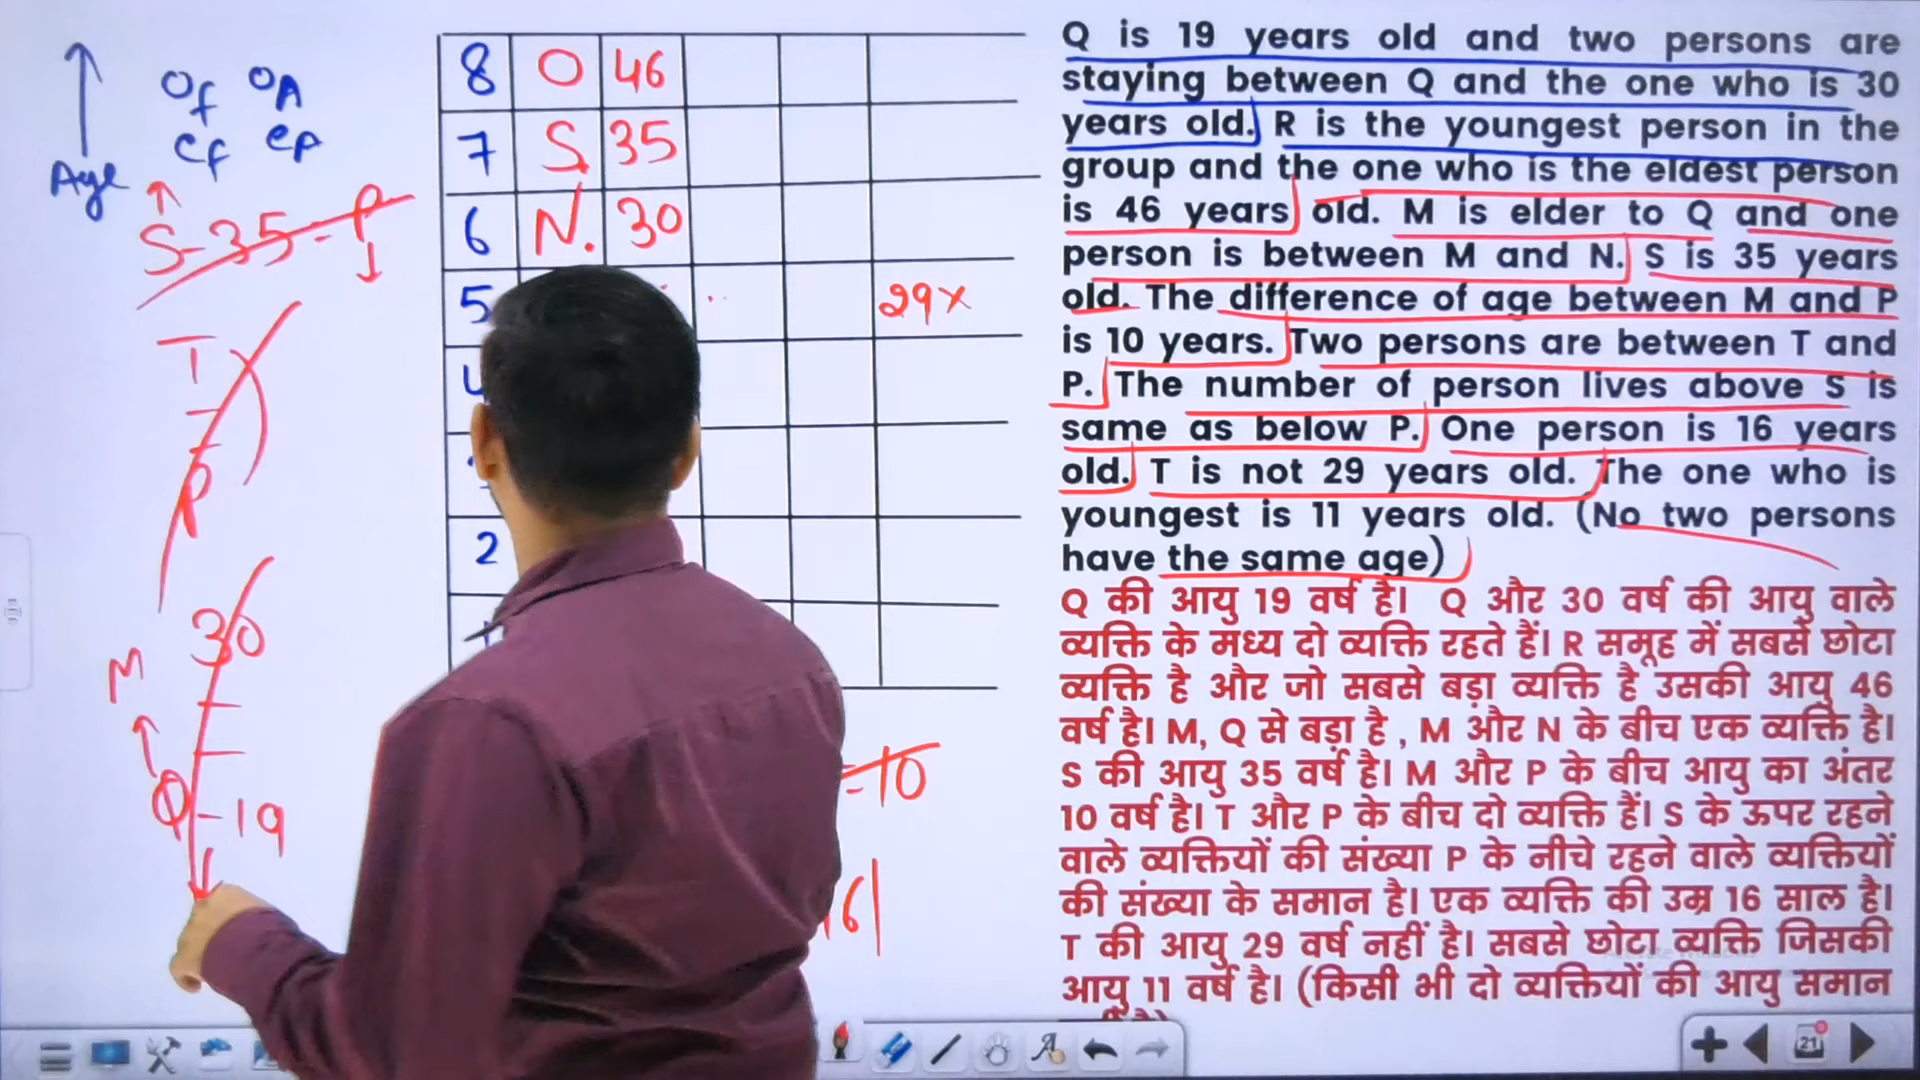 Age
Of OA
ef eA
S-35-P
T
P
30
M
Q-19
8 O 46
7 S 35
6 N. 30
5 29x
2
-10
16
Q is 19 years old and two persons are
staying between Q and the one who is 30
years old. R is the youngest person in the
group and the one who is the eldest person
is 46 years old. M is elder to Q and one
person is between M and N. S is 35 years
old. The difference of age between M and P
is 10 years. Two persons are between T and
P. The number of person lives above S is
same as below P. One person is 16 years
old. T is not 29 years old. The one who is
youngest is 11 years old. (No two persons
have the same age)
Q की आयु 19 वर्ष है। Q और 30 वर्ष की आयु वाले
व्यक्ति के मध्य दो व्यक्ति रहते हैं। R समूह में सबसे छोटा
व्यक्ति है और जो सबसे बड़ा व्यक्ति है उसकी आयु 46
वर्ष है। M, Q से बड़ा है , M और N के बीच एक व्यक्ति है।
S की आयु 35 वर्ष है। M और P के बीच आयु का अंतर
10 वर्ष है। T और P के बीच दो व्यक्ति हैं। S के ऊपर रहने
वाले व्यक्तियों की संख्या P के नीचे रहने वाले व्यक्तियों
की संख्या के समान है। एक व्यक्ति की उम्र 16 साल है।
T की आयु 29 वर्ष नहीं है। सबसे छोटा व्यक्ति जिसकी
आयु 11 वर्ष है। (किसी भी दो व्यक्तियों की आयु समान
21